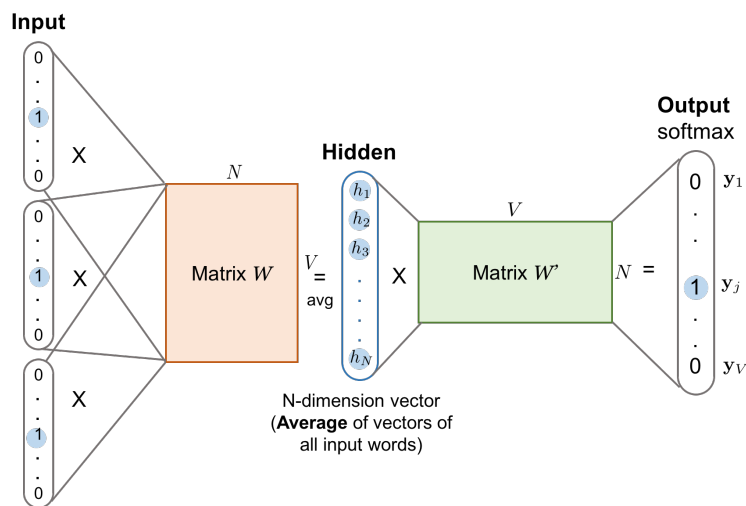 Input
0
.
.
.
1
.
.
.
0
X
0
.
.
1
.
.
0
X
0
.
.
.
1
.
.
0
X
N
Matrix W
V
=
avg
Hidden
h1
h2
h3
.
.
.
hN
N-dimension vector
(Average of vectors of
all input words)
X
V
Matrix W’
N =
Output
softmax
0 y1
.
.
1 yj
.
.
0 yV